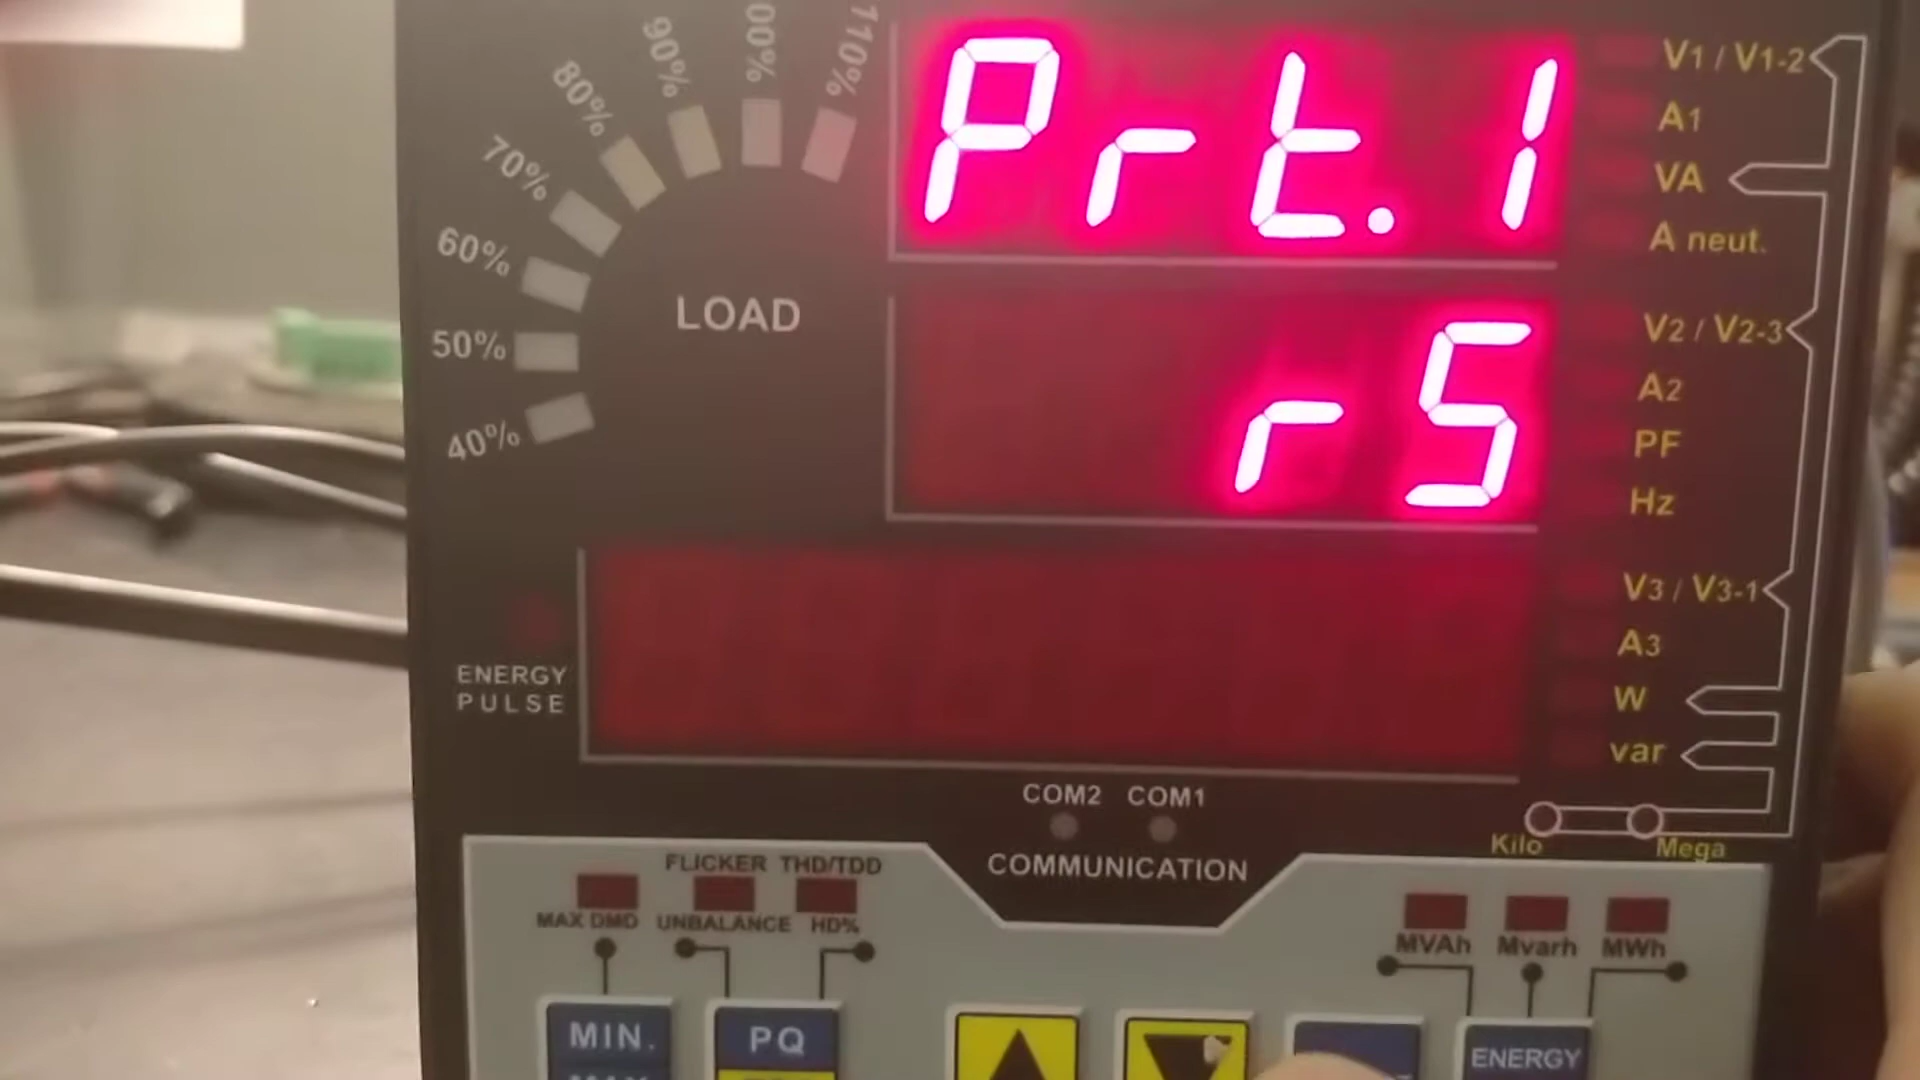 110%
90%
80%
70%
60%
50%
40%
LOAD
Prt.1
rS
V1 / V1-2
A1
VA
A neut.
V2 / V2-3
A2
PF
Hz
V3 / V3-1
A3
W
var
Kilo
Mega
ENERGY
PULSE
COM2 COM1
COMMUNICATION
FLICKER THD/TDD
MAX DMD UNBALANCE HD%
MVAh Mvarh MWh
MIN.
PQ
ENERGY